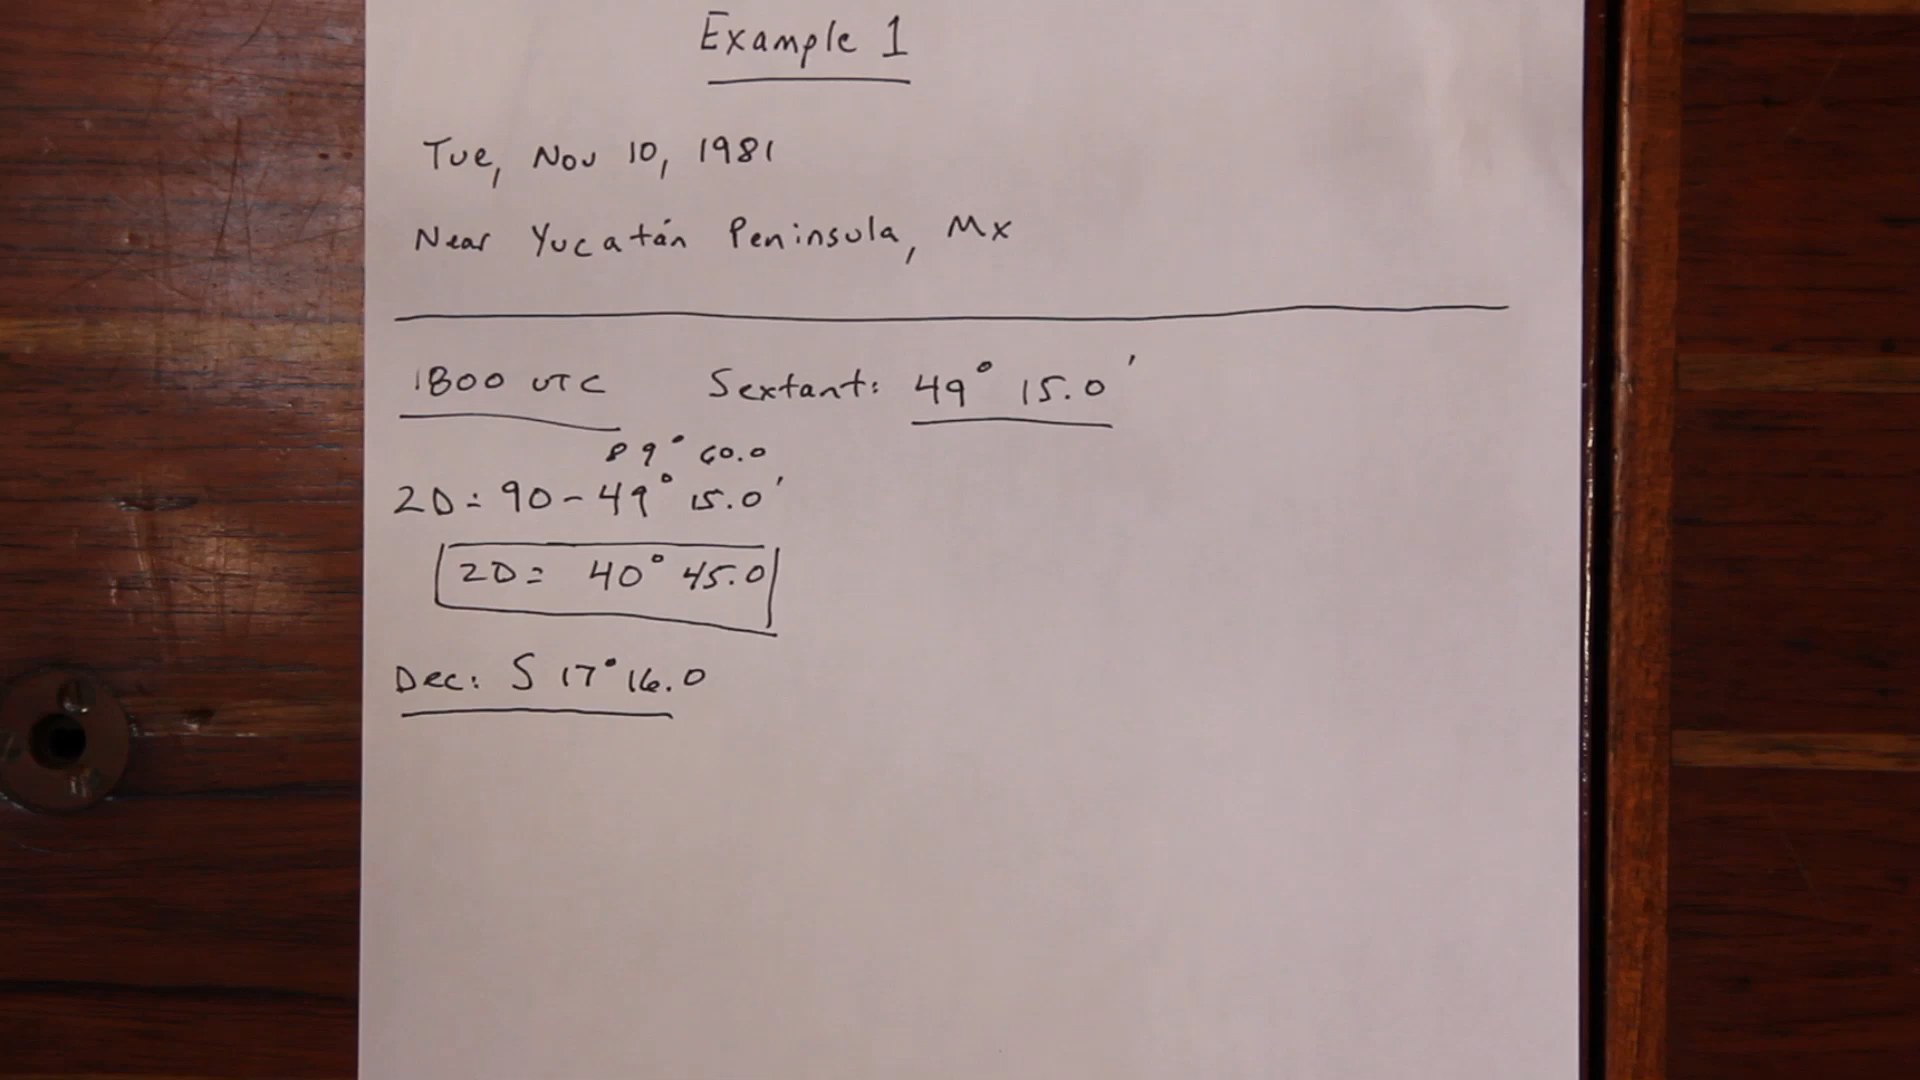 Example 1
Tue, Nov 10, 1981
Near Yucatán Peninsula, Mx
1800 UTC Sextant: 49° 15.0'
89° 60.0
ZD = 90 - 49° 15.0'
ZD = 40° 45.0
Dec: S 17° 16.0